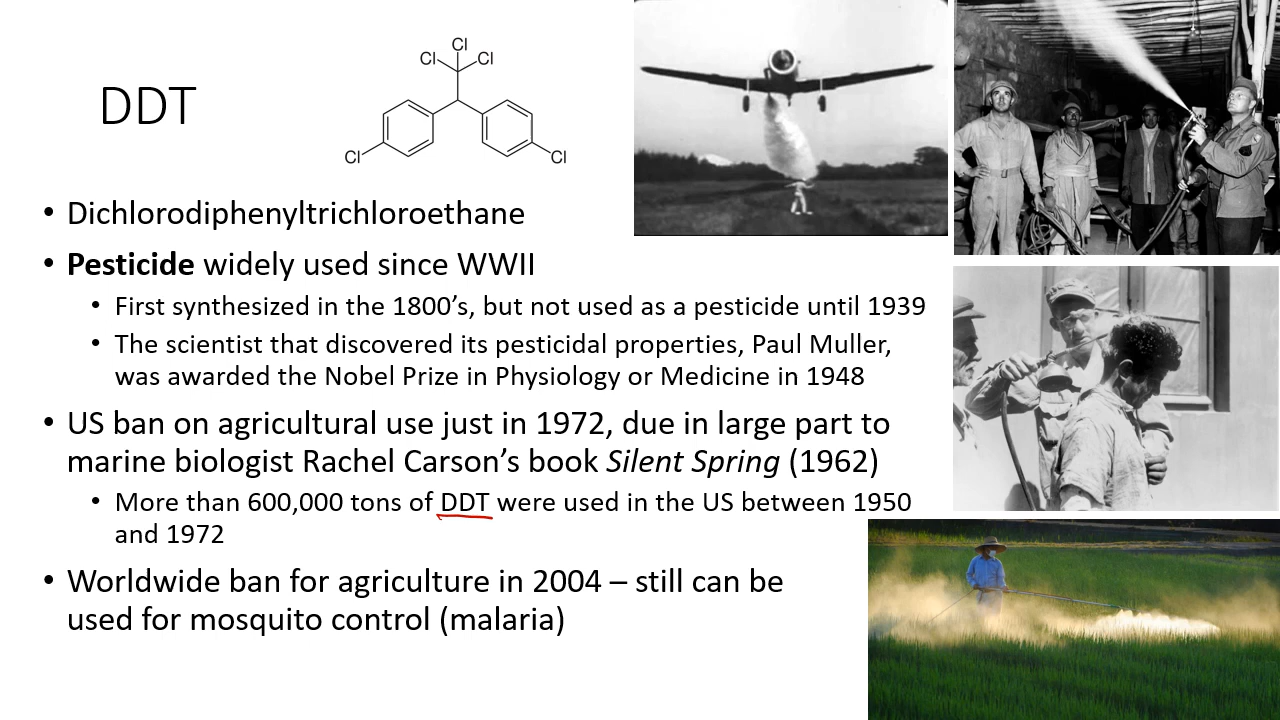 DDT
Cl
Cl
Cl
Cl
Cl
• Dichlorodiphenyltrichloroethane
• Pesticide widely used since WWII
• First synthesized in the 1800’s, but not used as a pesticide until 1939
• The scientist that discovered its pesticidal properties, Paul Muller,
was awarded the Nobel Prize in Physiology or Medicine in 1948
• US ban on agricultural use just in 1972, due in large part to
marine biologist Rachel Carson’s book Silent Spring (1962)
• More than 600,000 tons of DDT were used in the US between 1950
and 1972
• Worldwide ban for agriculture in 2004 – still can be
used for mosquito control (malaria)